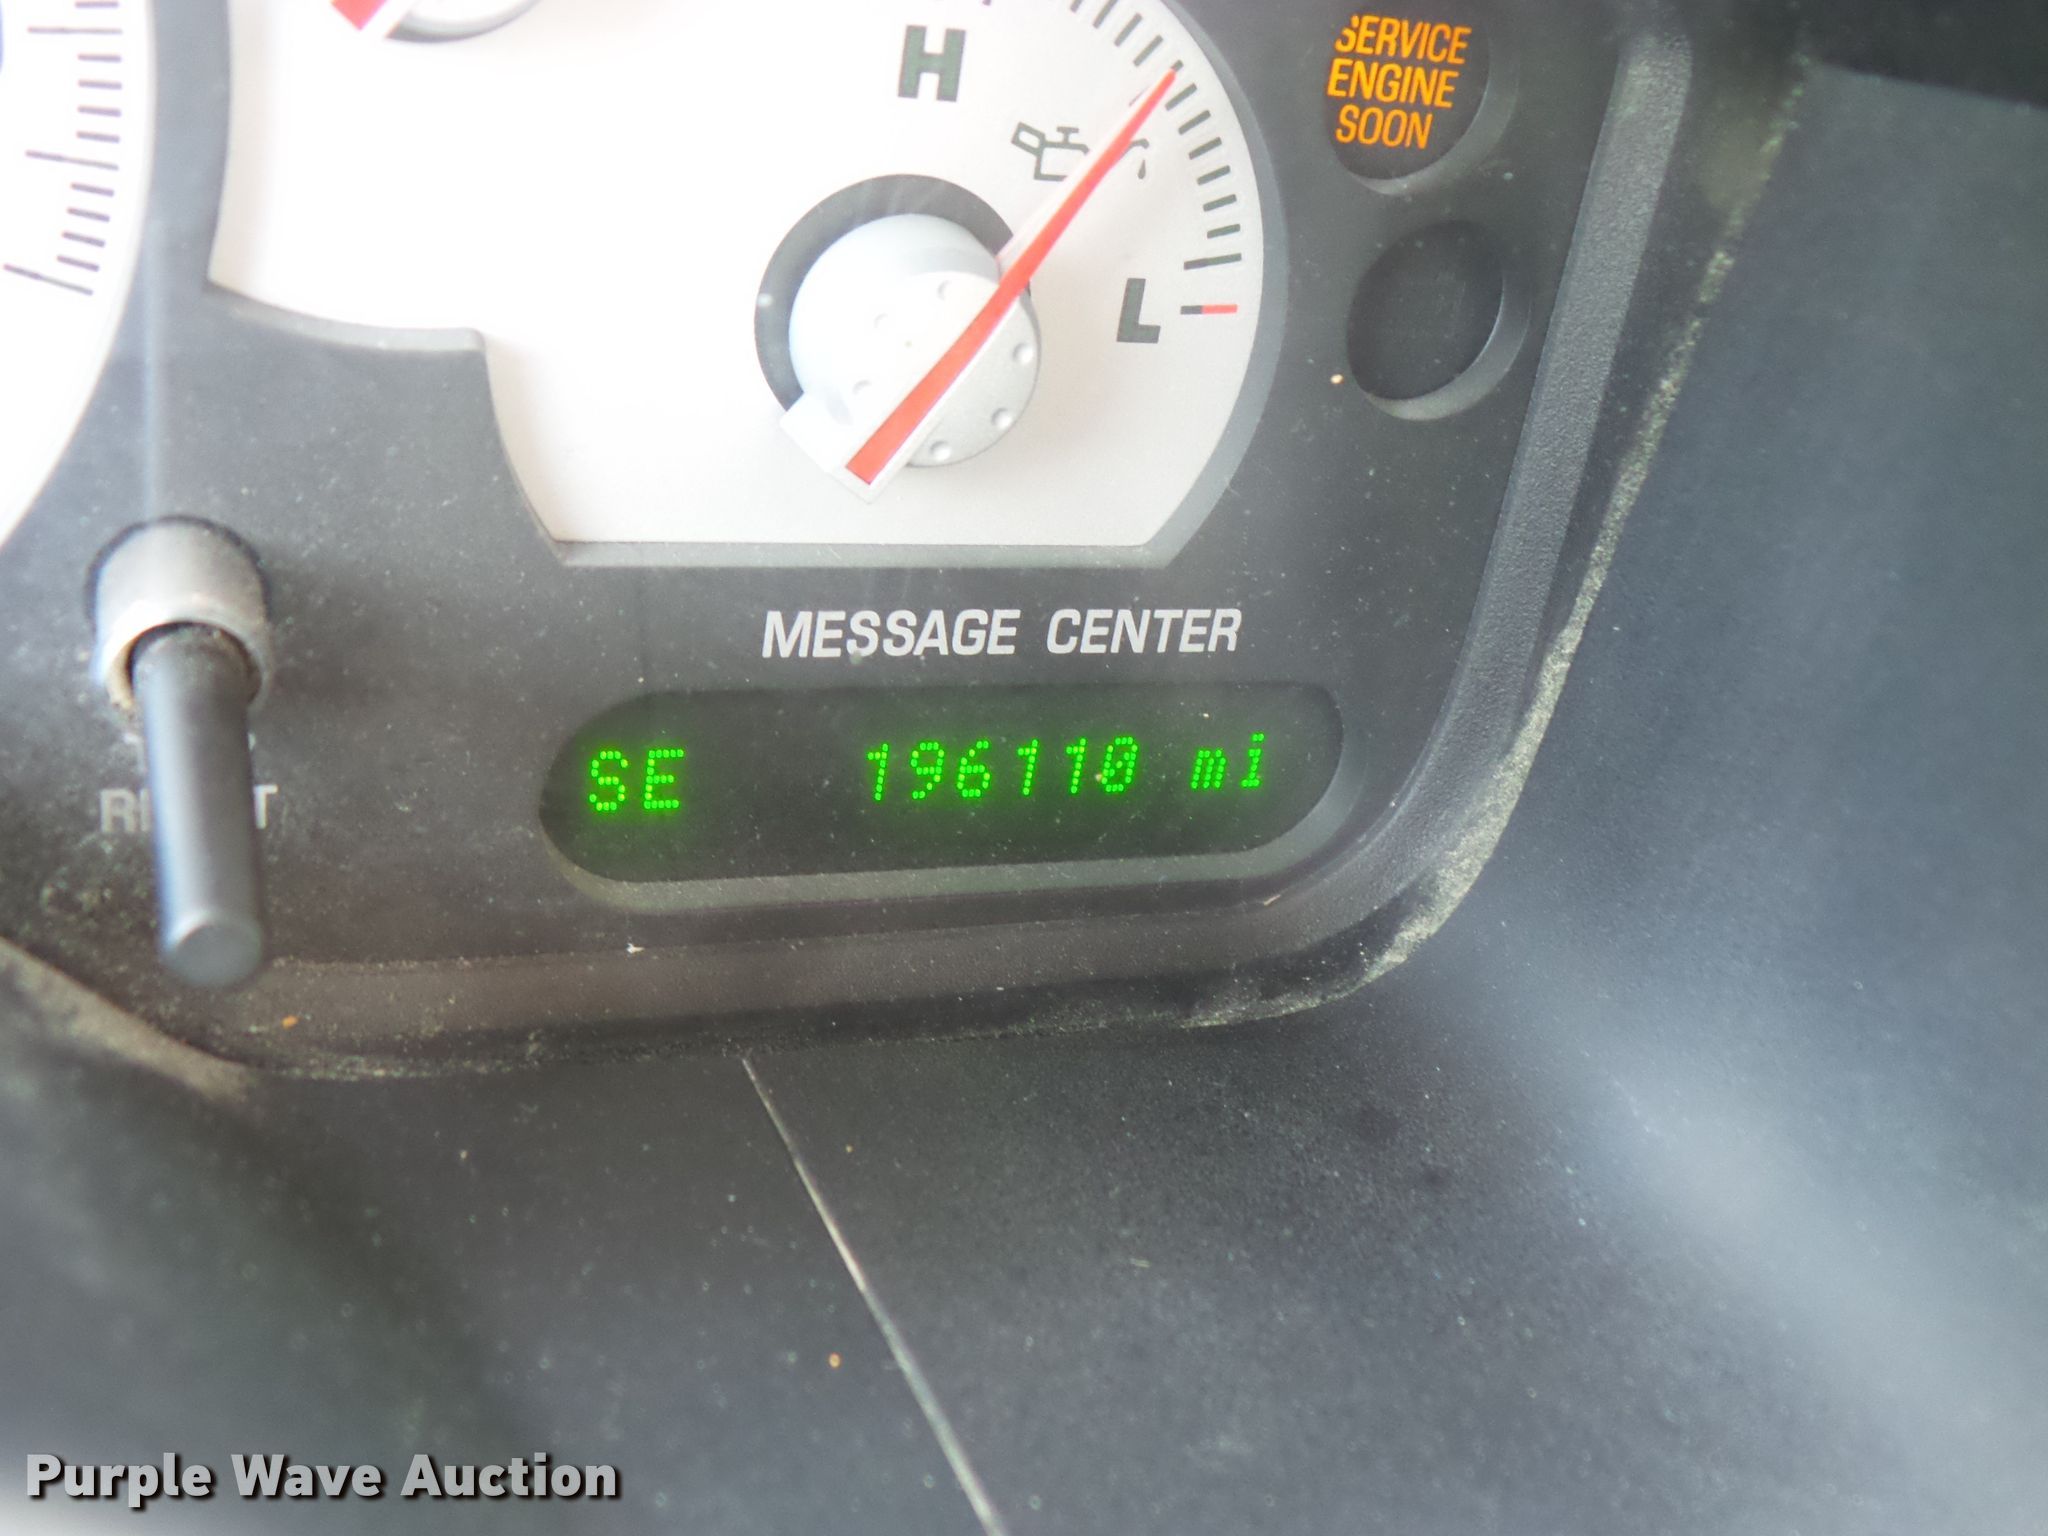 H
SERVICE
ENGINE
SOON
L
MESSAGE CENTER
SE 196110 mi
Purple Wave Auction